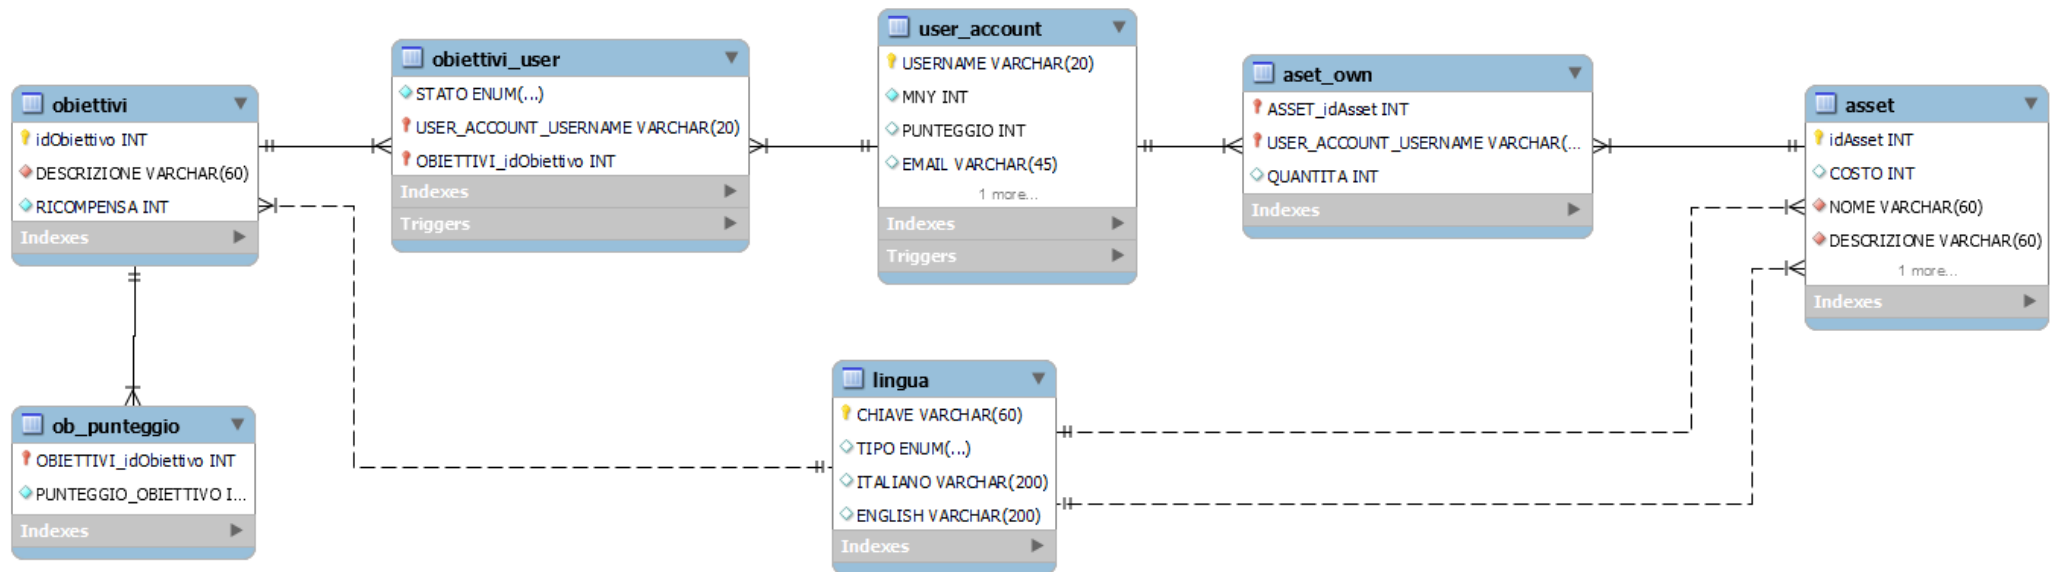 obiettivi
idObiettivo INT
DESCRIZIONE VARCHAR(60)
RICOMPENSA INT
Indexes
obiettivi_user
STATO ENUM(...)
USER_ACCOUNT_USERNAME VARCHAR(20)
OBIETTIVI_idObiettivo INT
Indexes
Triggers
user_account
USERNAME VARCHAR(20)
MNY INT
PUNTEGGIO INT
EMAIL VARCHAR(45)
1 more...
Indexes
Triggers
aset_own
ASSET_idAsset INT
USER_ACCOUNT_USERNAME VARCHAR(...
QUANTITA INT
Indexes
asset
idAsset INT
COSTO INT
NOME VARCHAR(60)
DESCRIZIONE VARCHAR(60)
1 more...
Indexes
ob_punteggio
OBIETTIVI_idObiettivo INT
PUNTEGGIO_OBIETTIVO I...
Indexes
lingua
CHIAVE VARCHAR(60)
TIPO ENUM(...)
ITALIANO VARCHAR(200)
ENGLISH VARCHAR(200)
Indexes